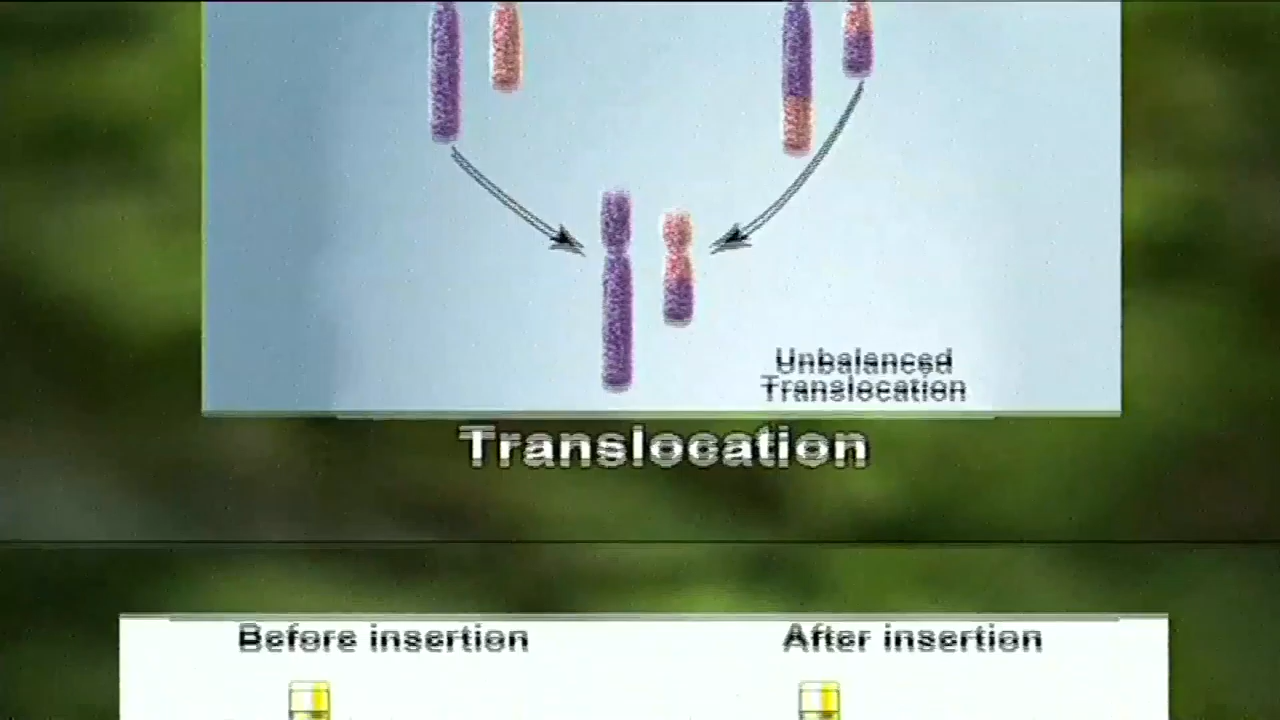 Unbalanced
Translocation
Translocation
Before insertion
After insertion